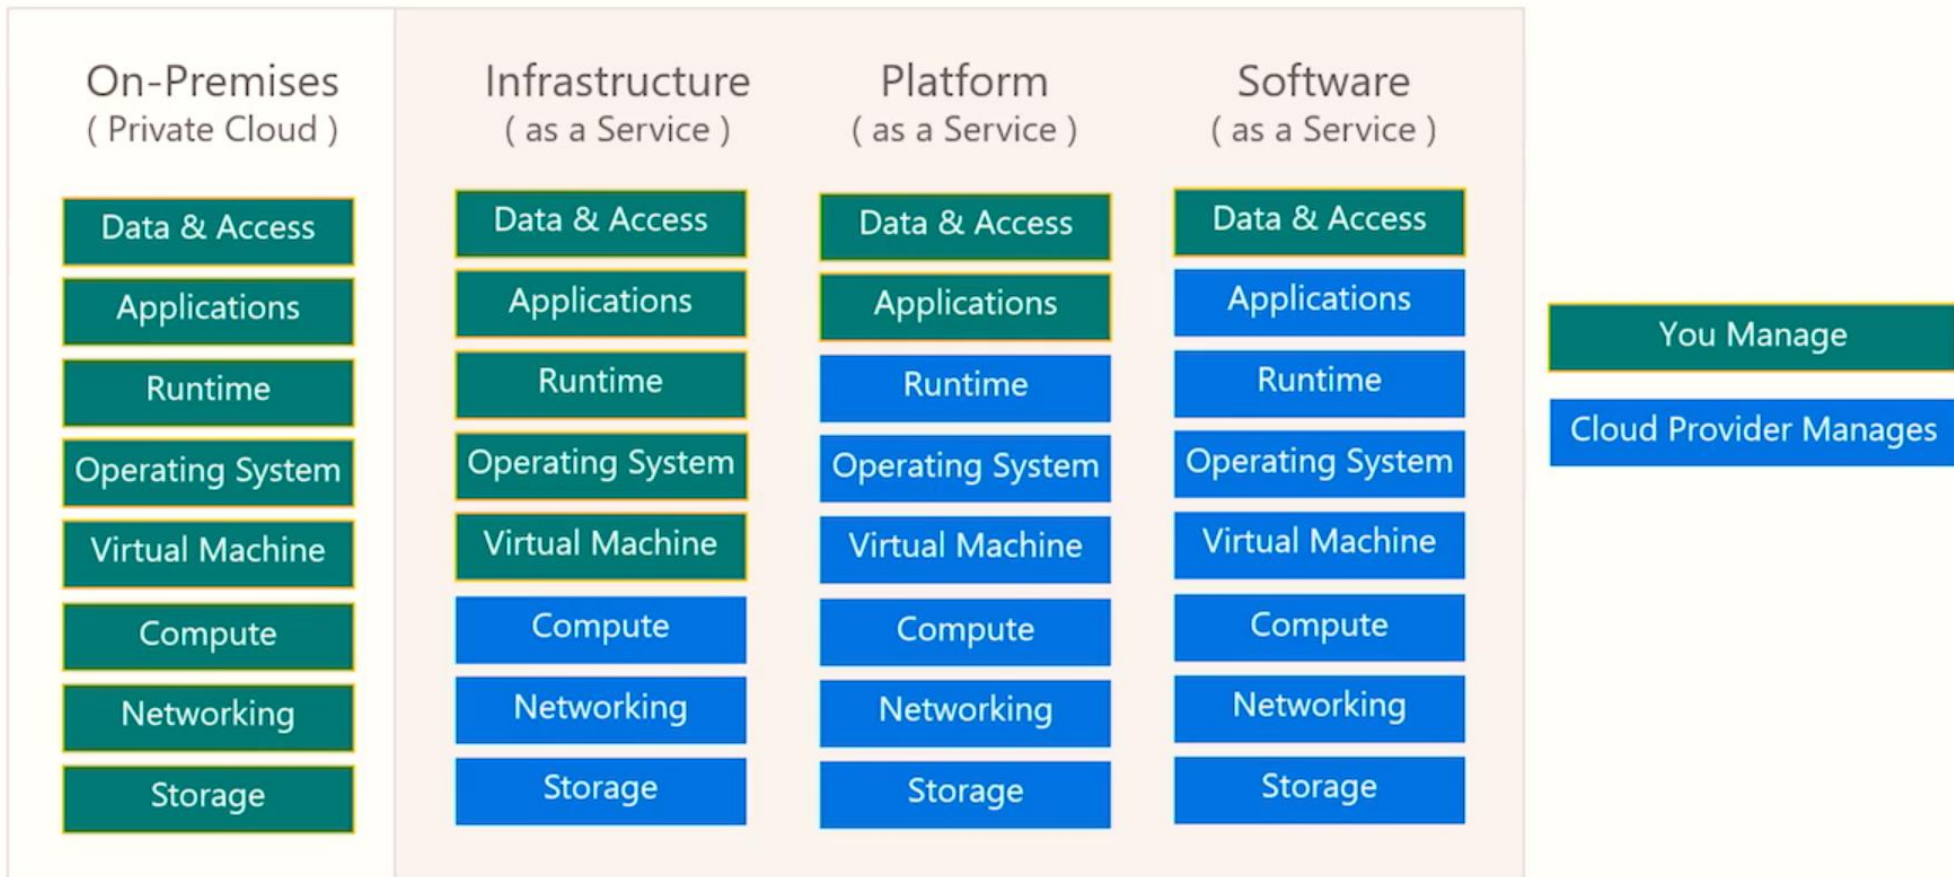 On-Premises
( Private Cloud )
Data & Access
Applications
Runtime
Operating System
Virtual Machine
Compute
Networking
Storage
Infrastructure
( as a Service )
Data & Access
Applications
Runtime
Operating System
Virtual Machine
Compute
Networking
Storage
Platform
( as a Service )
Data & Access
Applications
Runtime
Operating System
Virtual Machine
Compute
Networking
Storage
Software
( as a Service )
Data & Access
Applications
Runtime
Operating System
Virtual Machine
Compute
Networking
Storage
You Manage
Cloud Provider Manages